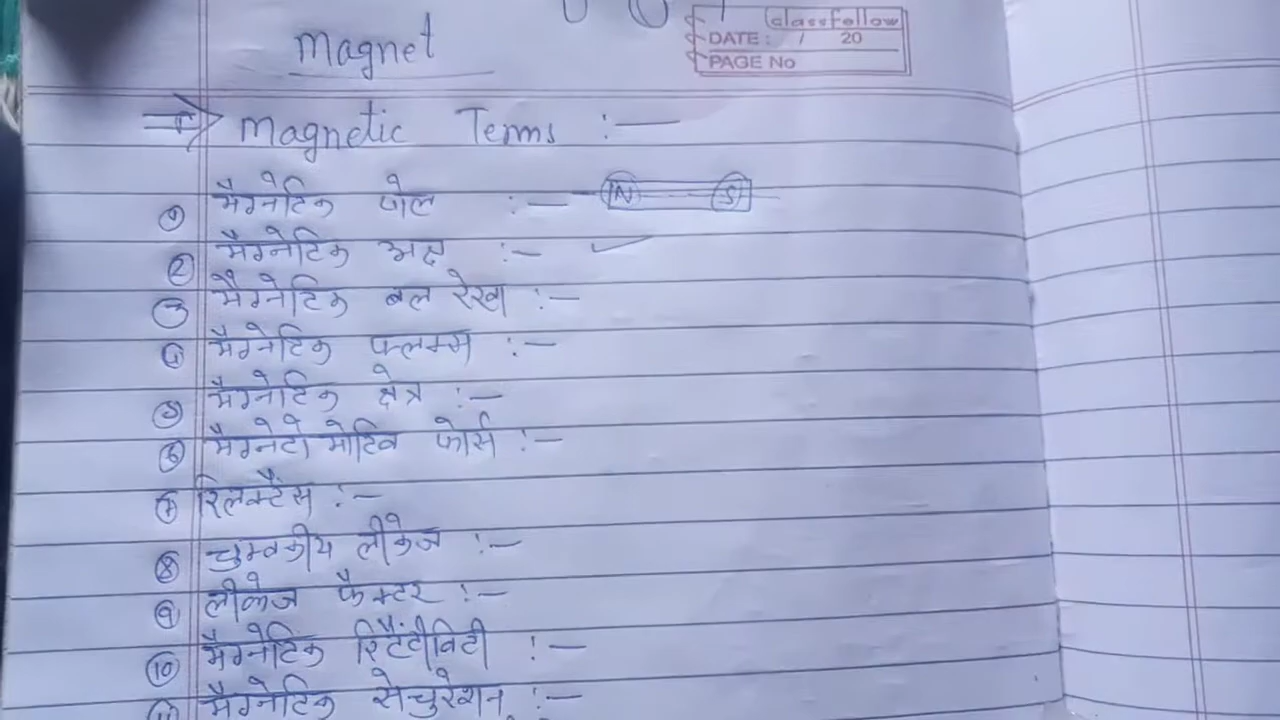 Magnet
classfellow
DATE : / 20
PAGE No
⇒ Magnetic Terms :—
① मैग्नेटिक पोल :— N S
② मैग्नेटिक अक्ष :—
③ मैग्नेटिक बल रेखा :—
④ मैग्नेटिक फ्लक्स :—
⑤ मैग्नेटिक क्षेत्र :—
⑥ मैग्नेटो मोटिव फोर्स :—
⑦ रिलक्टैंस :—
⑧ चुम्बकीय लीकेज :—
⑨ लीकेज फैक्टर :—
⑩ मैग्नेटिक रिटैंटीविटी :—
⑪ मैग्नेटिक सेचुरेशन :—